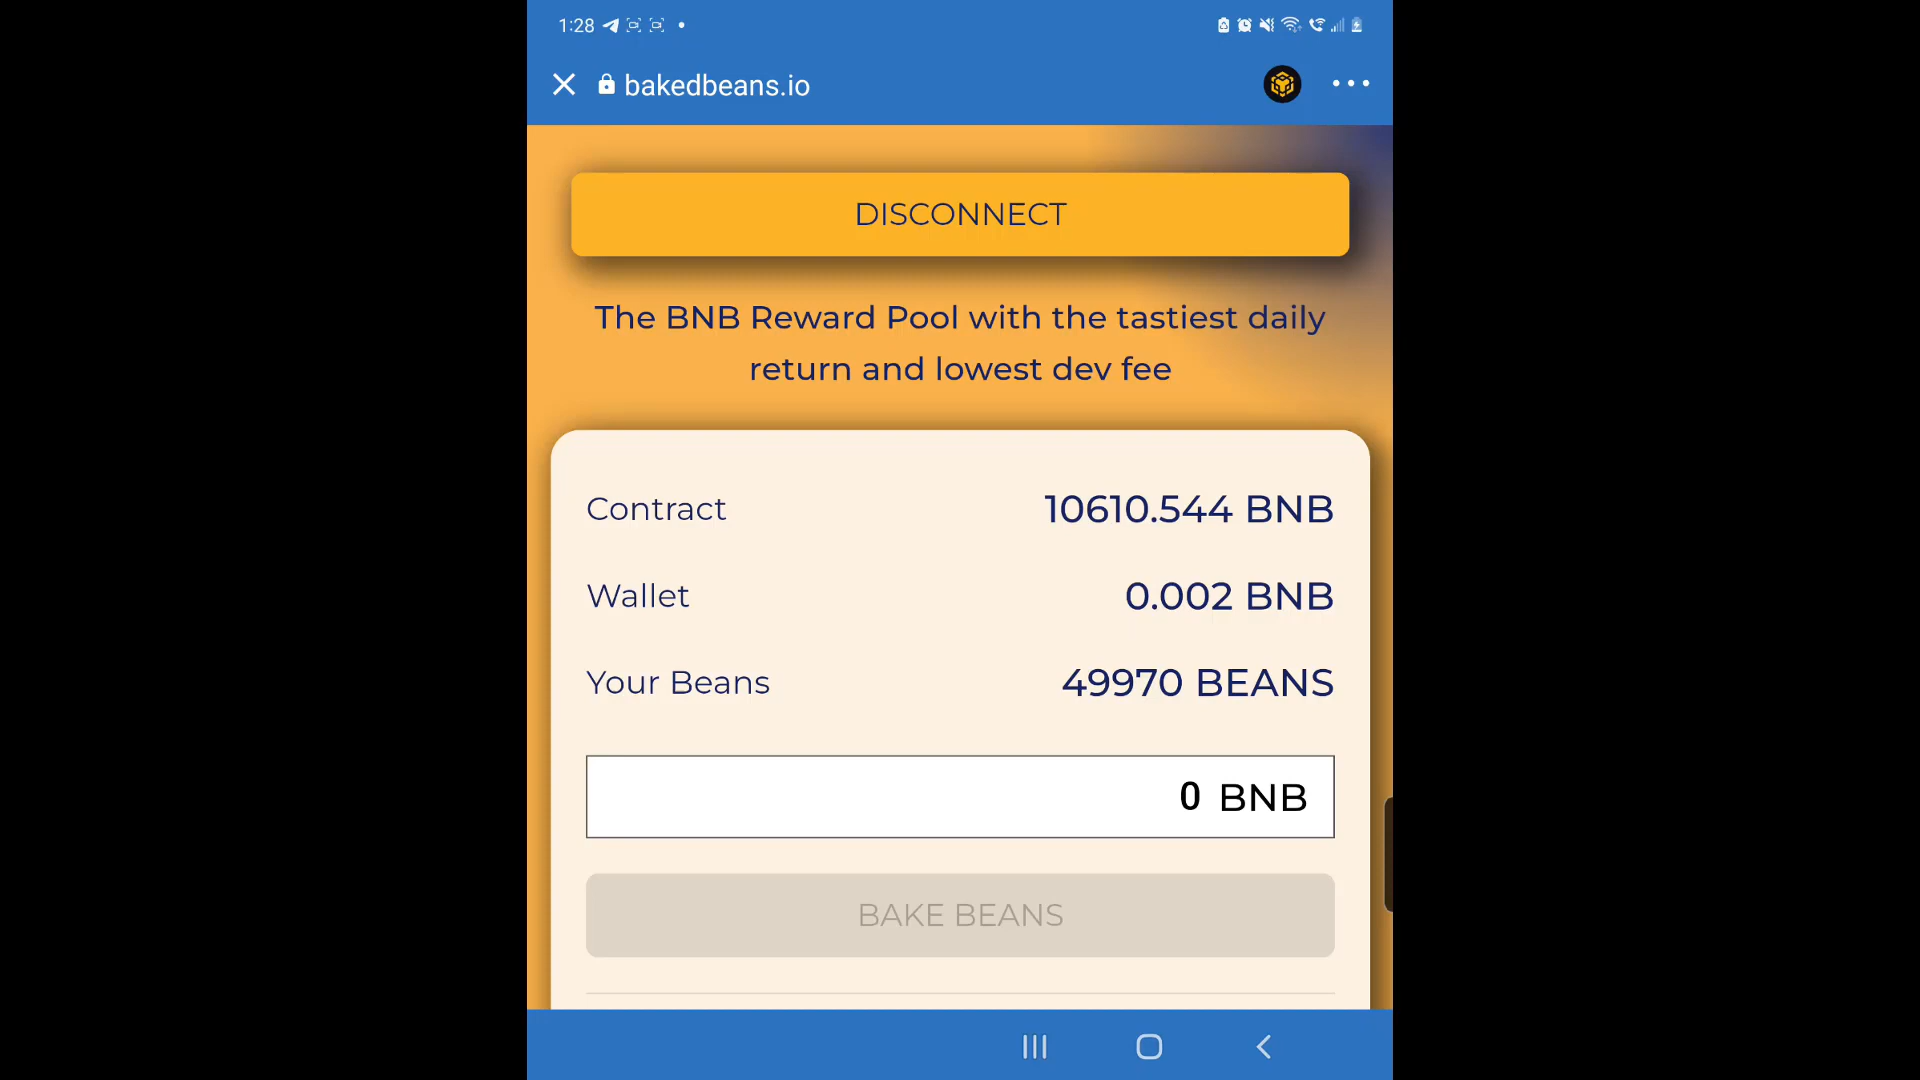 1:28
bakedbeans.io
DISCONNECT
The BNB Reward Pool with the tastiest daily
return and lowest dev fee
Contract 10610.544 BNB
Wallet 0.002 BNB
Your Beans 49970 BEANS
0 BNB
BAKE BEANS